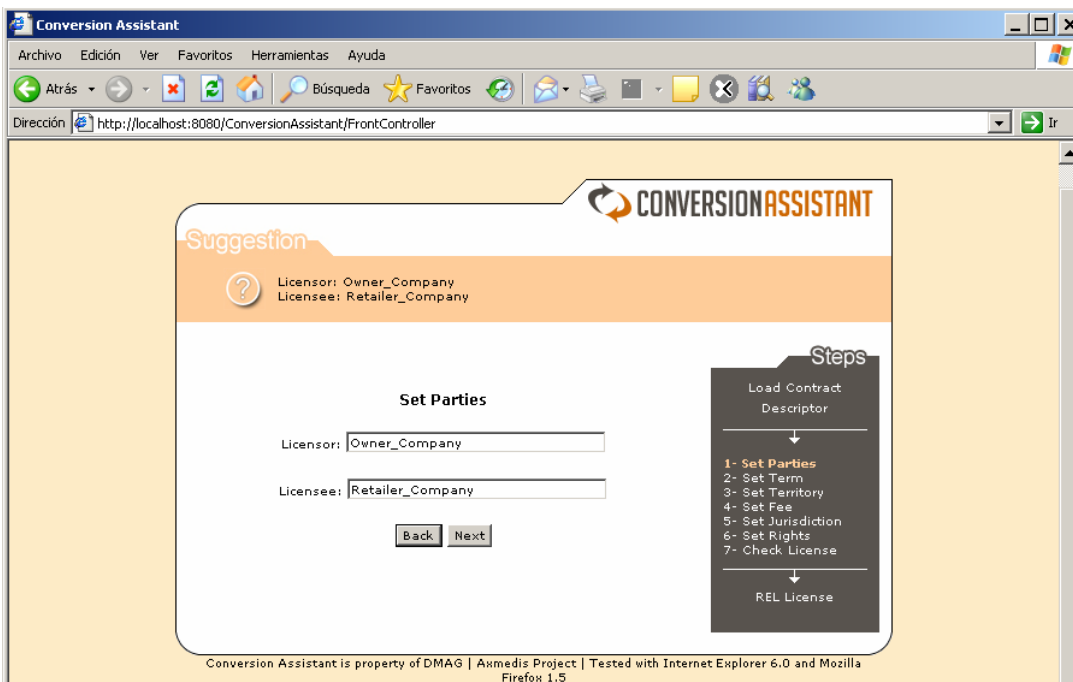 Conversion Assistant
Archivo Edición Ver Favoritos Herramientas Ayuda
Atrás Búsqueda Favoritos
Dirección http://localhost:8080/ConversionAssistant/FrontController Ir
CONVERSIONASSISTANT
Suggestion
?
Licensor: Owner_Company
Licensee: Retailer_Company
Set Parties
Licensor: Owner_Company
Licensee: Retailer_Company
Back Next
Steps
Load Contract
Descriptor
1- Set Parties
2- Set Term
3- Set Territory
4- Set Fee
5- Set Jurisdiction
6- Set Rights
7- Check License
REL License
Conversion Assistant is property of DMAG | Axmedis Project | Tested with Internet Explorer 6.0 and Mozilla
Firefox 1.5